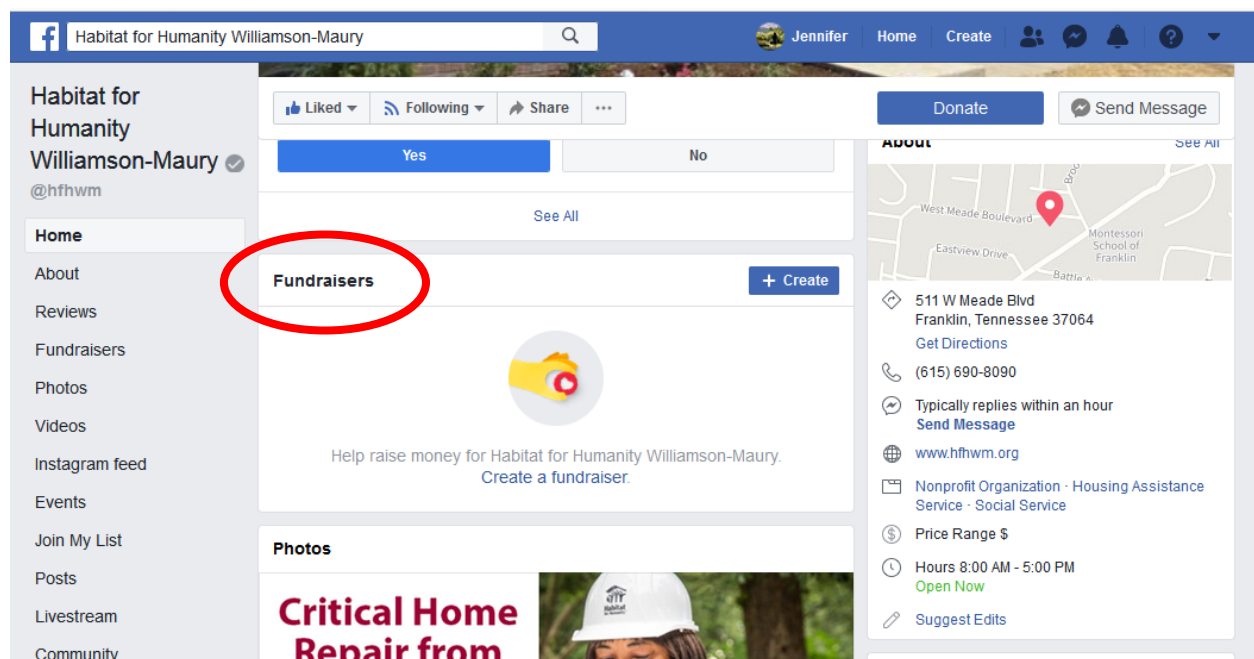 Habitat for Humanity Williamson-Maury
Jennifer
Home
Create
Habitat for
Humanity
Williamson-Maury
@hfhwm
Home
About
Reviews
Fundraisers
Photos
Videos
Instagram feed
Events
Join My List
Posts
Livestream
Community
Liked
Following
Share
...
Donate
Send Message
Yes
No
See All
Fundraisers
+ Create
Help raise money for Habitat for Humanity Williamson-Maury.
Create a fundraiser.
Photos
Critical Home
Repair from
Habitat
About
See All
West Meade Boulevard
Eastview Drive
Montessori
School of
Franklin
511 W Meade Blvd
Franklin, Tennessee 37064
Get Directions
(615) 690-8090
Typically replies within an hour
Send Message
www.hfhwm.org
Nonprofit Organization · Housing Assistance
Service · Social Service
Price Range $
Hours 8:00 AM - 5:00 PM
Open Now
Suggest Edits